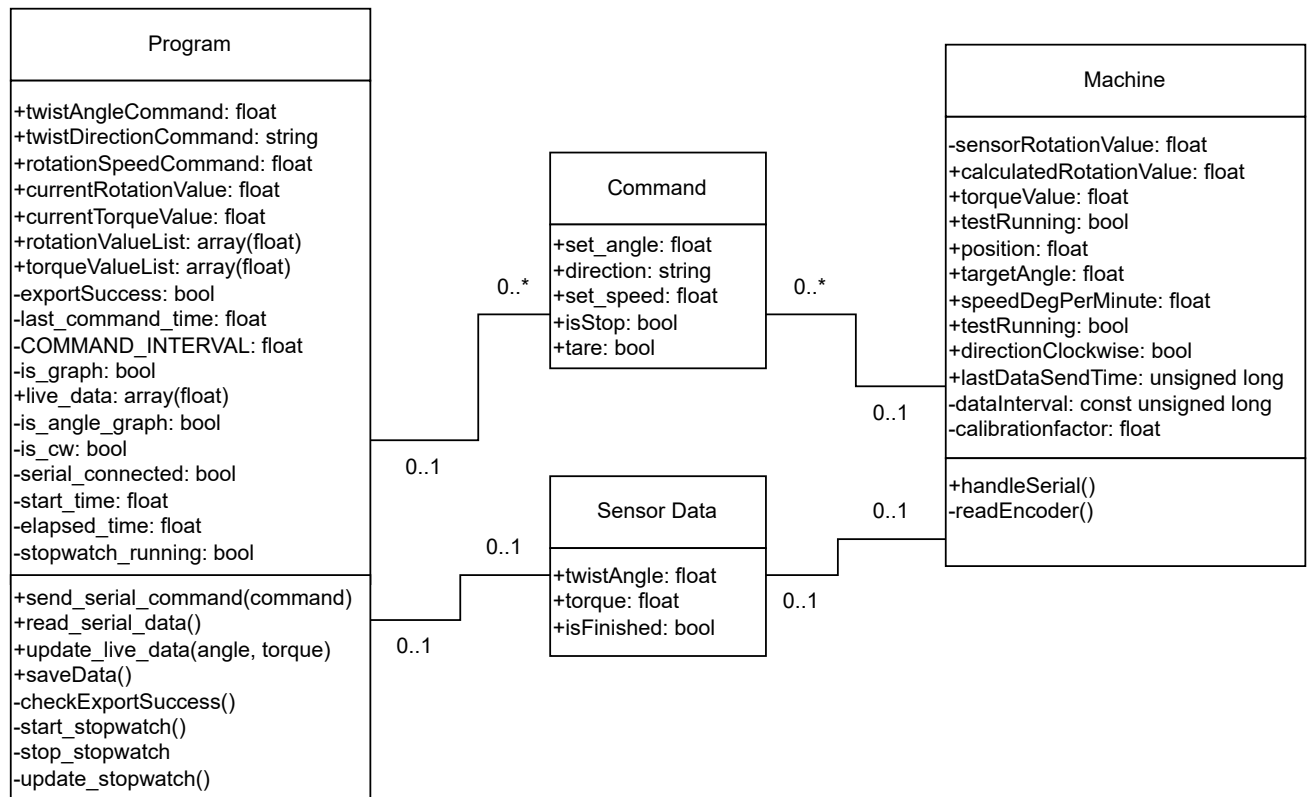 Program
+twistAngleCommand: float
+twistDirectionCommand: string
+rotationSpeedCommand: float
+currentRotationValue: float
+currentTorqueValue: float
+rotationValueList: array(float)
+torqueValueList: array(float)
-exportSuccess: bool
-last_command_time: float
-COMMAND_INTERVAL: float
-is_graph: bool
+live_data: array(float)
-is_angle_graph: bool
-is_cw: bool
-serial_connected: bool
-start_time: float
-elapsed_time: float
-stopwatch_running: bool
+send_serial_command(command)
+read_serial_data()
+update_live_data(angle, torque)
+saveData()
-checkExportSuccess()
-start_stopwatch()
-stop_stopwatch
-update_stopwatch()
0..1
0..*
Command
+set_angle: float
+direction: string
+set_speed: float
+isStop: bool
+tare: bool
0..*
0..1
0..1
0..1
Sensor Data
+twistAngle: float
+torque: float
+isFinished: bool
0..1
0..1
Machine
-sensorRotationValue: float
+calculatedRotationValue: float
+torqueValue: float
+testRunning: bool
+position: float
+targetAngle: float
+speedDegPerMinute: float
+testRunning: bool
+directionClockwise: bool
+lastDataSendTime: unsigned long
-dataInterval: const unsigned long
-calibrationfactor: float
+handleSerial()
-readEncoder()